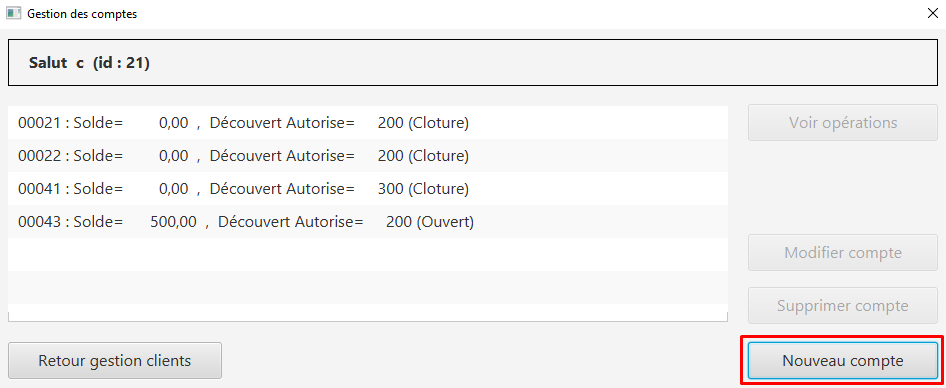 Gestion des comptes
Salut c (id : 21)
00021 : Solde= 0,00 , Découvert Autorise= 200 (Cloture)
00022 : Solde= 0,00 , Découvert Autorise= 200 (Cloture)
00041 : Solde= 0,00 , Découvert Autorise= 300 (Cloture)
00043 : Solde= 500,00 , Découvert Autorise= 200 (Ouvert)
Voir opérations
Modifier compte
Supprimer compte
Retour gestion clients
Nouveau compte